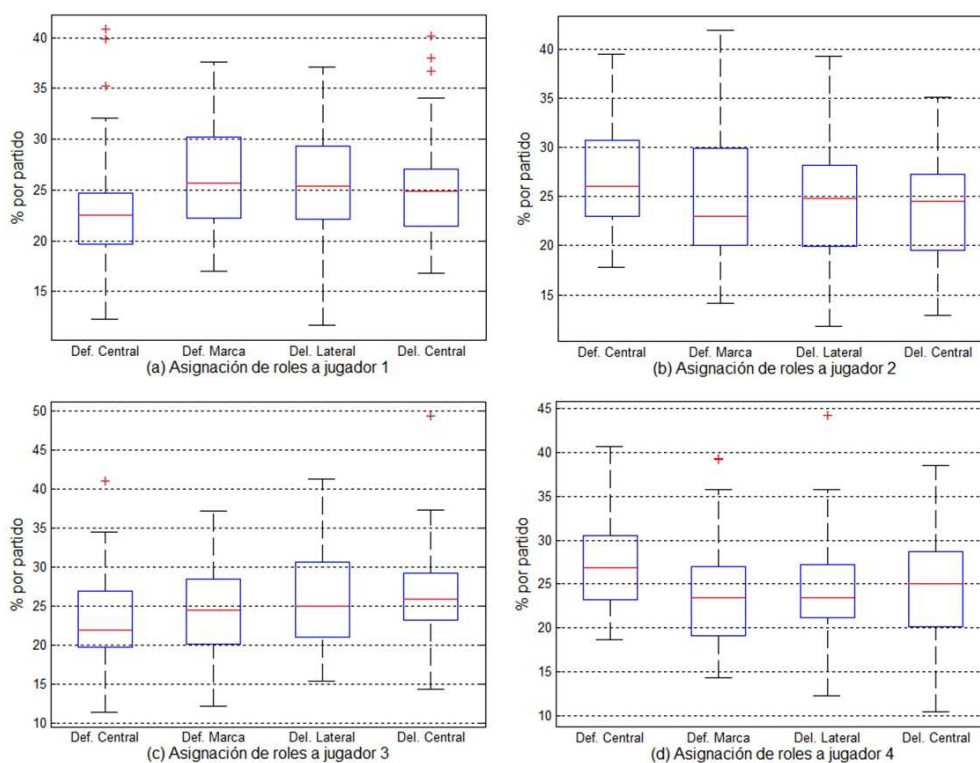 % por partido
40
35
30
25
20
15
Def. Central Def. Marca Del. Lateral Del. Central
(a) Asignación de roles a jugador 1
% por partido
40
35
30
25
20
15
Def. Central Def. Marca Del. Lateral Del. Central
(b) Asignación de roles a jugador 2
% por partido
50
45
40
35
30
25
20
15
10
Def. Central Def. Marca Del. Lateral Del. Central
(c) Asignación de roles a jugador 3
% por partido
45
40
35
30
25
20
15
10
Def. Central Def. Marca Del. Lateral Del. Central
(d) Asignación de roles a jugador 4